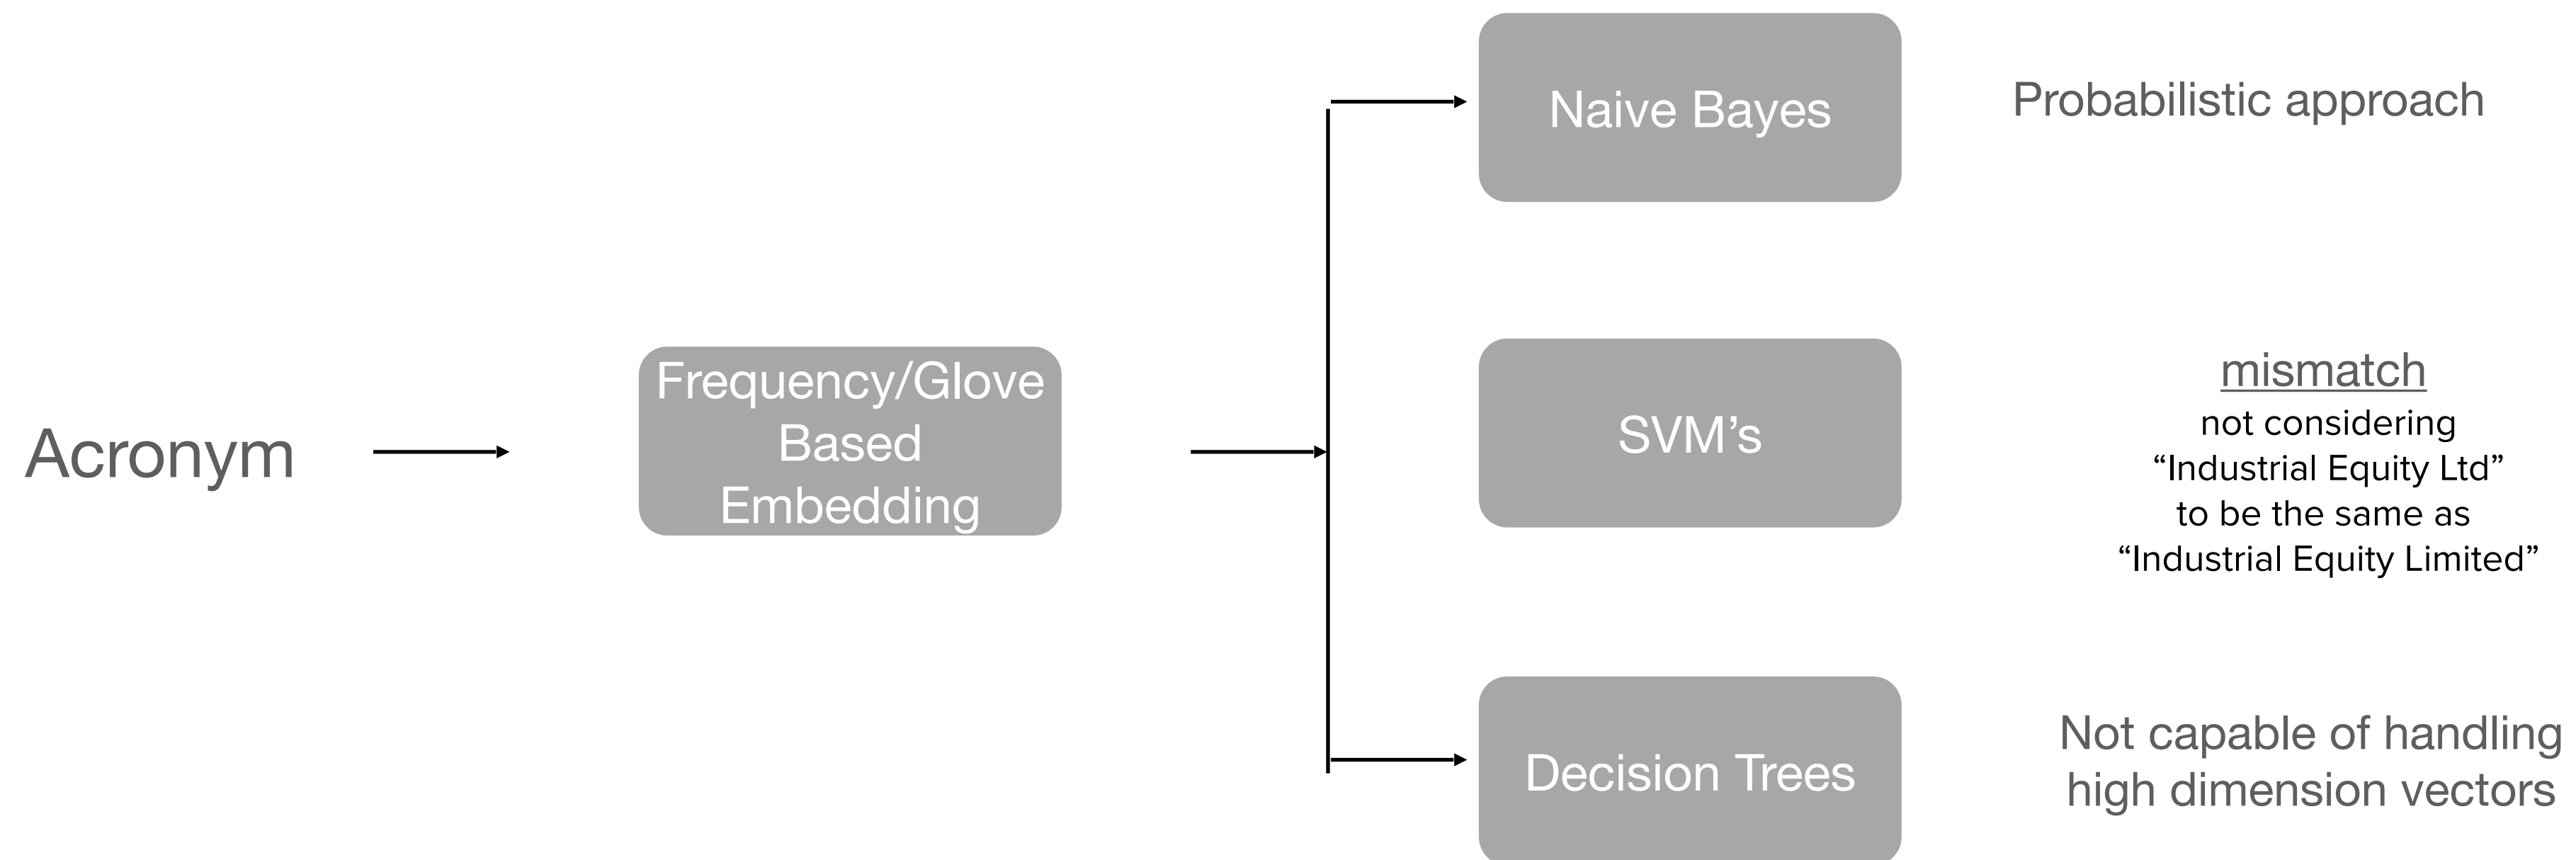 Acronym
Frequency/Glove
Based
Embedding
Naive Bayes
Probabilistic approach
SVM’s
mismatch
not considering
“Industrial Equity Ltd”
to be the same as
“Industrial Equity Limited”
Decision Trees
Not capable of handling
high dimension vectors